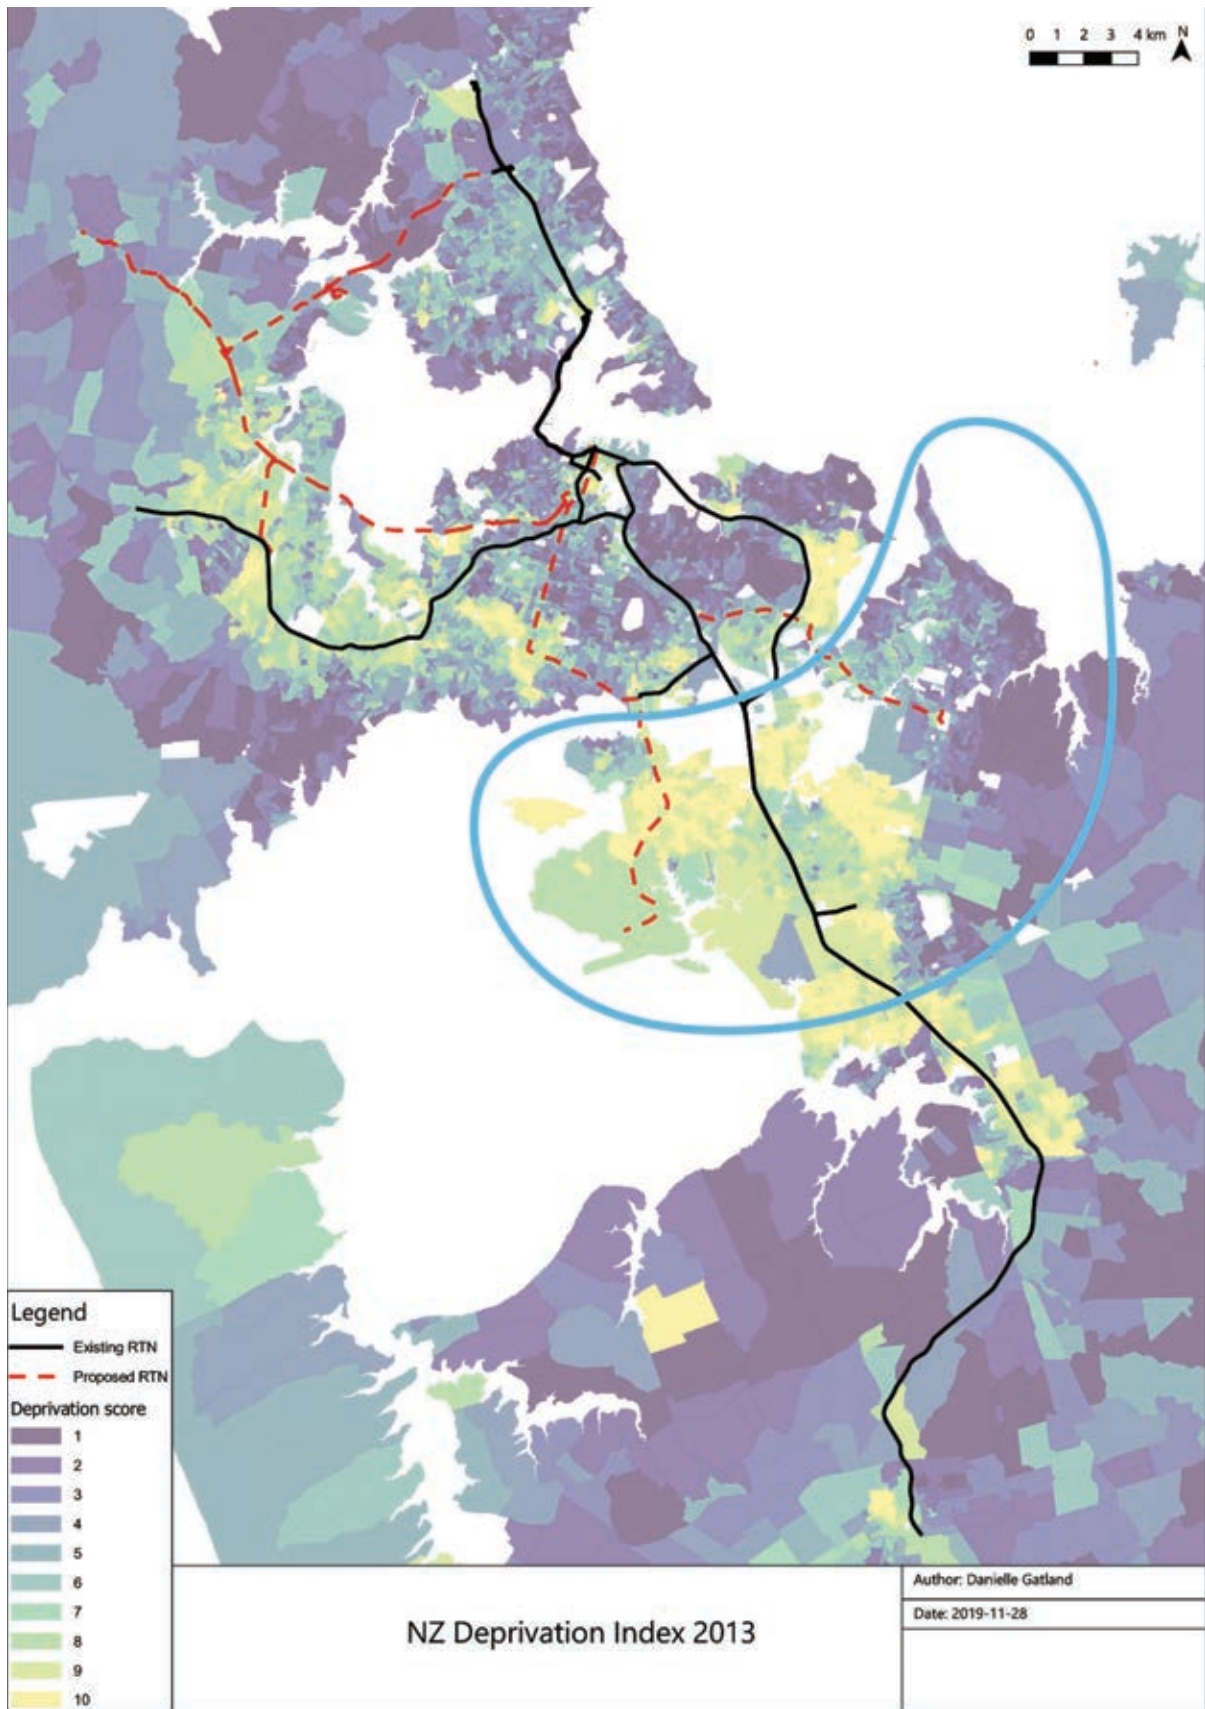 0 1 2 3 4 km N
Legend
Existing RTN
Proposed RTN
Deprivation score
1
2
3
4
5
6
7
8
9
10
NZ Deprivation Index 2013
Author: Danielle Gatland
Date: 2019-11-28